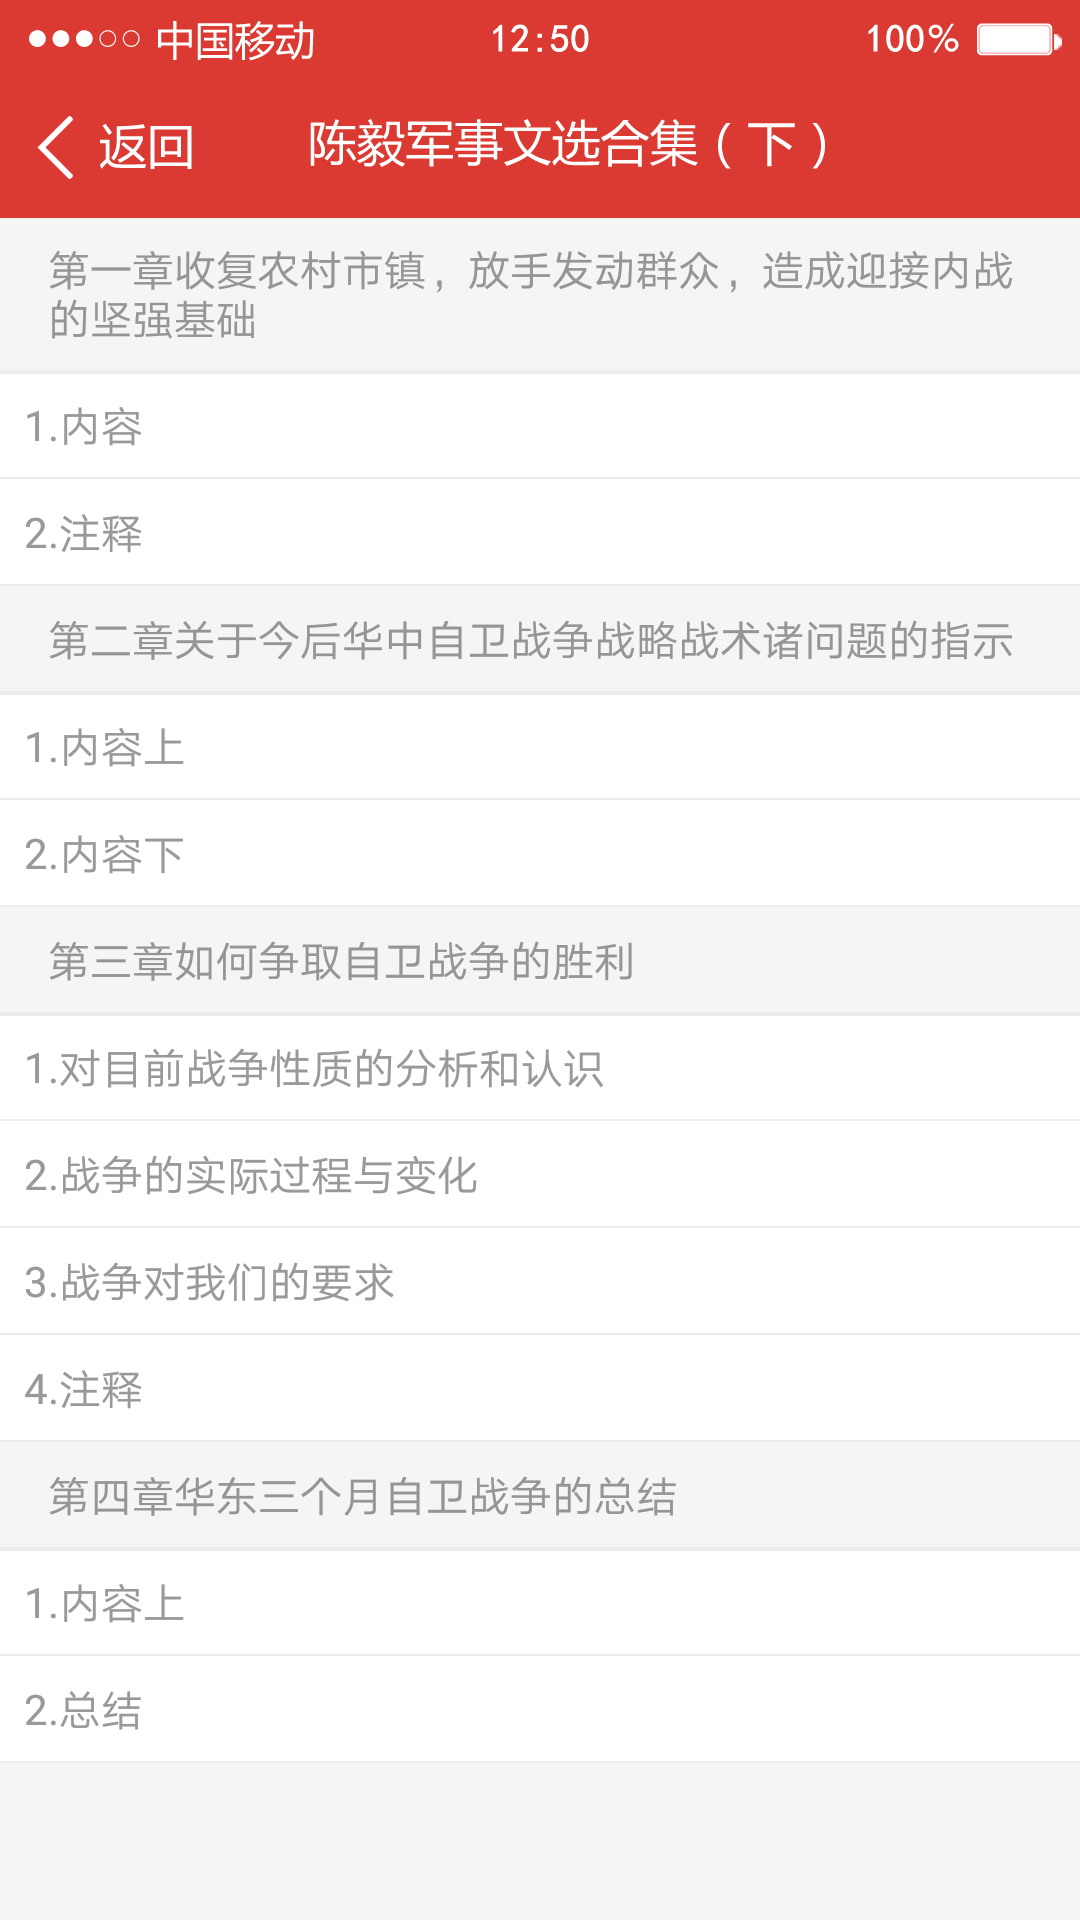 中国移动 12:50 100%
返回 陈毅军事文选合集（下）
第一章收复农村市镇，放手发动群众，造成迎接内战
的坚强基础
1.内容
2.注释
第二章关于今后华中自卫战争战略战术诸问题的指示
1.内容上
2.内容下
第三章如何争取自卫战争的胜利
1.对目前战争性质的分析和认识
2.战争的实际过程与变化
3.战争对我们的要求
4.注释
第四章华东三个月自卫战争的总结
1.内容上
2.总结